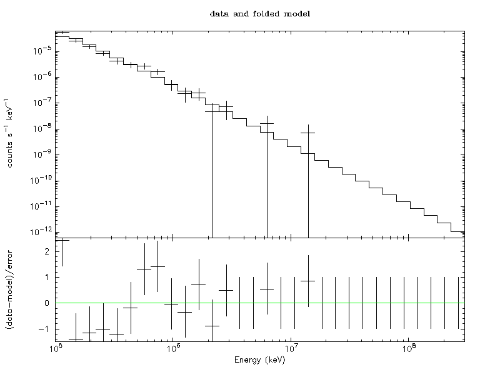 data and folded model
counts s⁻¹ keV⁻¹
10⁻⁵
10⁻⁶
10⁻⁷
10⁻⁸
10⁻⁹
10⁻¹⁰
10⁻¹¹
10⁻¹²
(data-model)/error
2
1
0
-1
10⁵ 10⁶ 10⁷ 10⁸
Energy (keV)